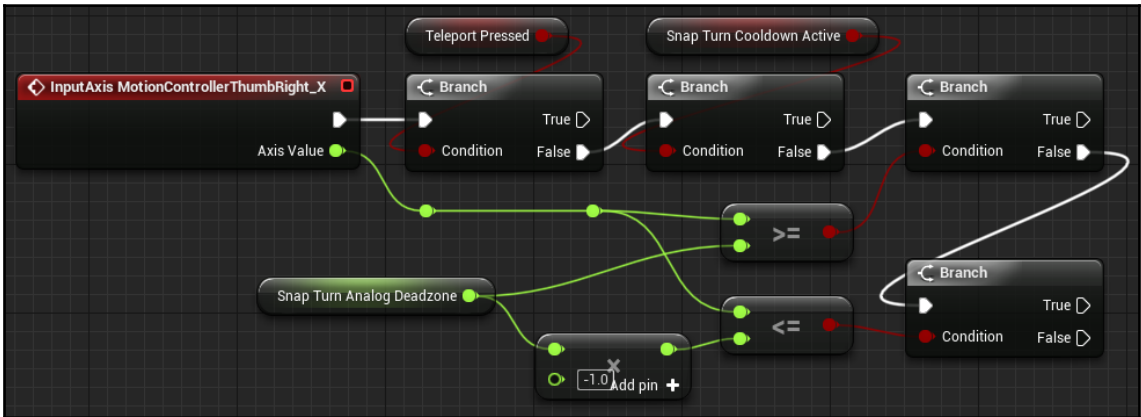 Teleport Pressed
Snap Turn Cooldown Active
InputAxis MotionControllerThumbRight_X
Branch
Branch
Branch
True
True
True
Axis Value
Condition
False
Condition
False
Condition
False
>=
Branch
Snap Turn Analog Deadzone
True
<=
Condition
False
×
-1.0
Add pin +